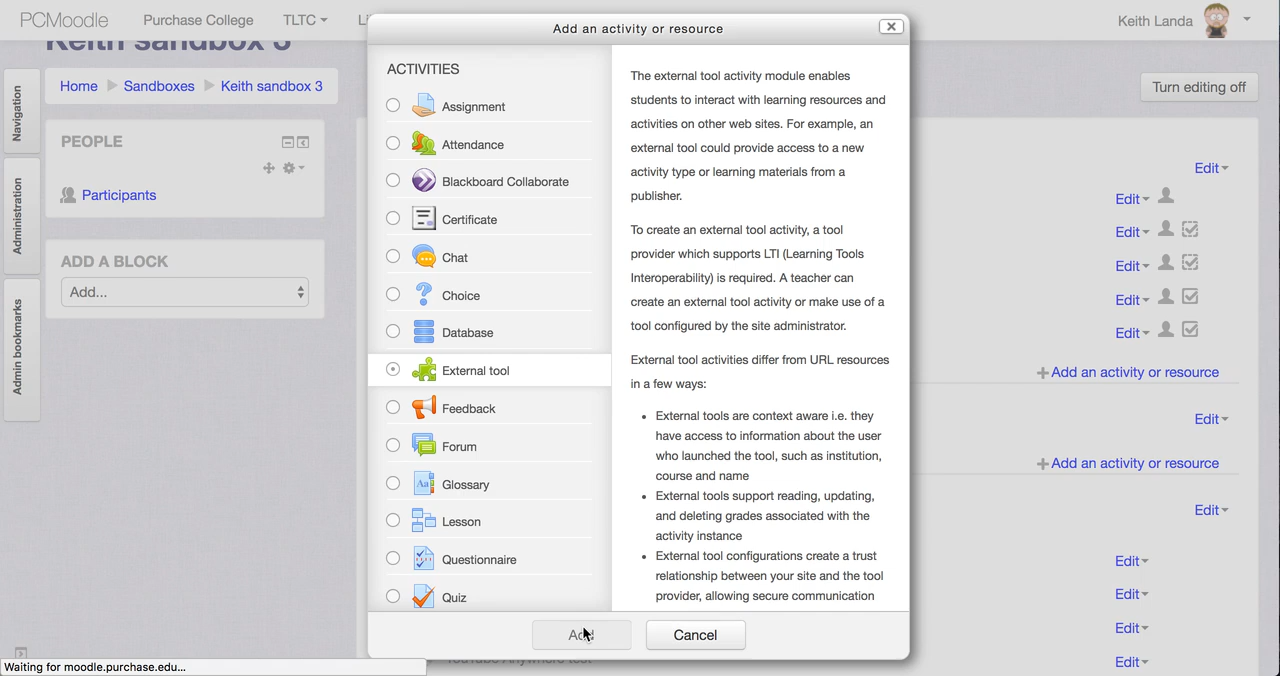 PCMoodle
Purchase College
TLTC
Keith Landa
Keith sandbox 3
Home
Sandboxes
Keith sandbox 3
Turn editing off
Navigation
Administration
Admin bookmarks
PEOPLE
Participants
ADD A BLOCK
Add...
Add an activity or resource
ACTIVITIES
Assignment
Attendance
Blackboard Collaborate
Certificate
Chat
Choice
Database
External tool
Feedback
Forum
Glossary
Lesson
Questionnaire
Quiz
The external tool activity module enables
students to interact with learning resources and
activities on other web sites. For example, an
external tool could provide access to a new
activity type or learning materials from a
publisher.
To create an external tool activity, a tool
provider which supports LTI (Learning Tools
Interoperability) is required. A teacher can
create an external tool activity or make use of a
tool configured by the site administrator.
External tool activities differ from URL resources
in a few ways:
• External tools are context aware i.e. they
have access to information about the user
who launched the tool, such as institution,
course and name
• External tools support reading, updating,
and deleting grades associated with the
activity instance
• External tool configurations create a trust
relationship between your site and the tool
provider, allowing secure communication
Add
Cancel
Edit
Edit
Edit
Edit
Edit
Edit
+Add an activity or resource
Edit
+Add an activity or resource
Edit
Edit
Edit
Edit
Edit
YouTube Anywhere test
Waiting for moodle.purchase.edu...